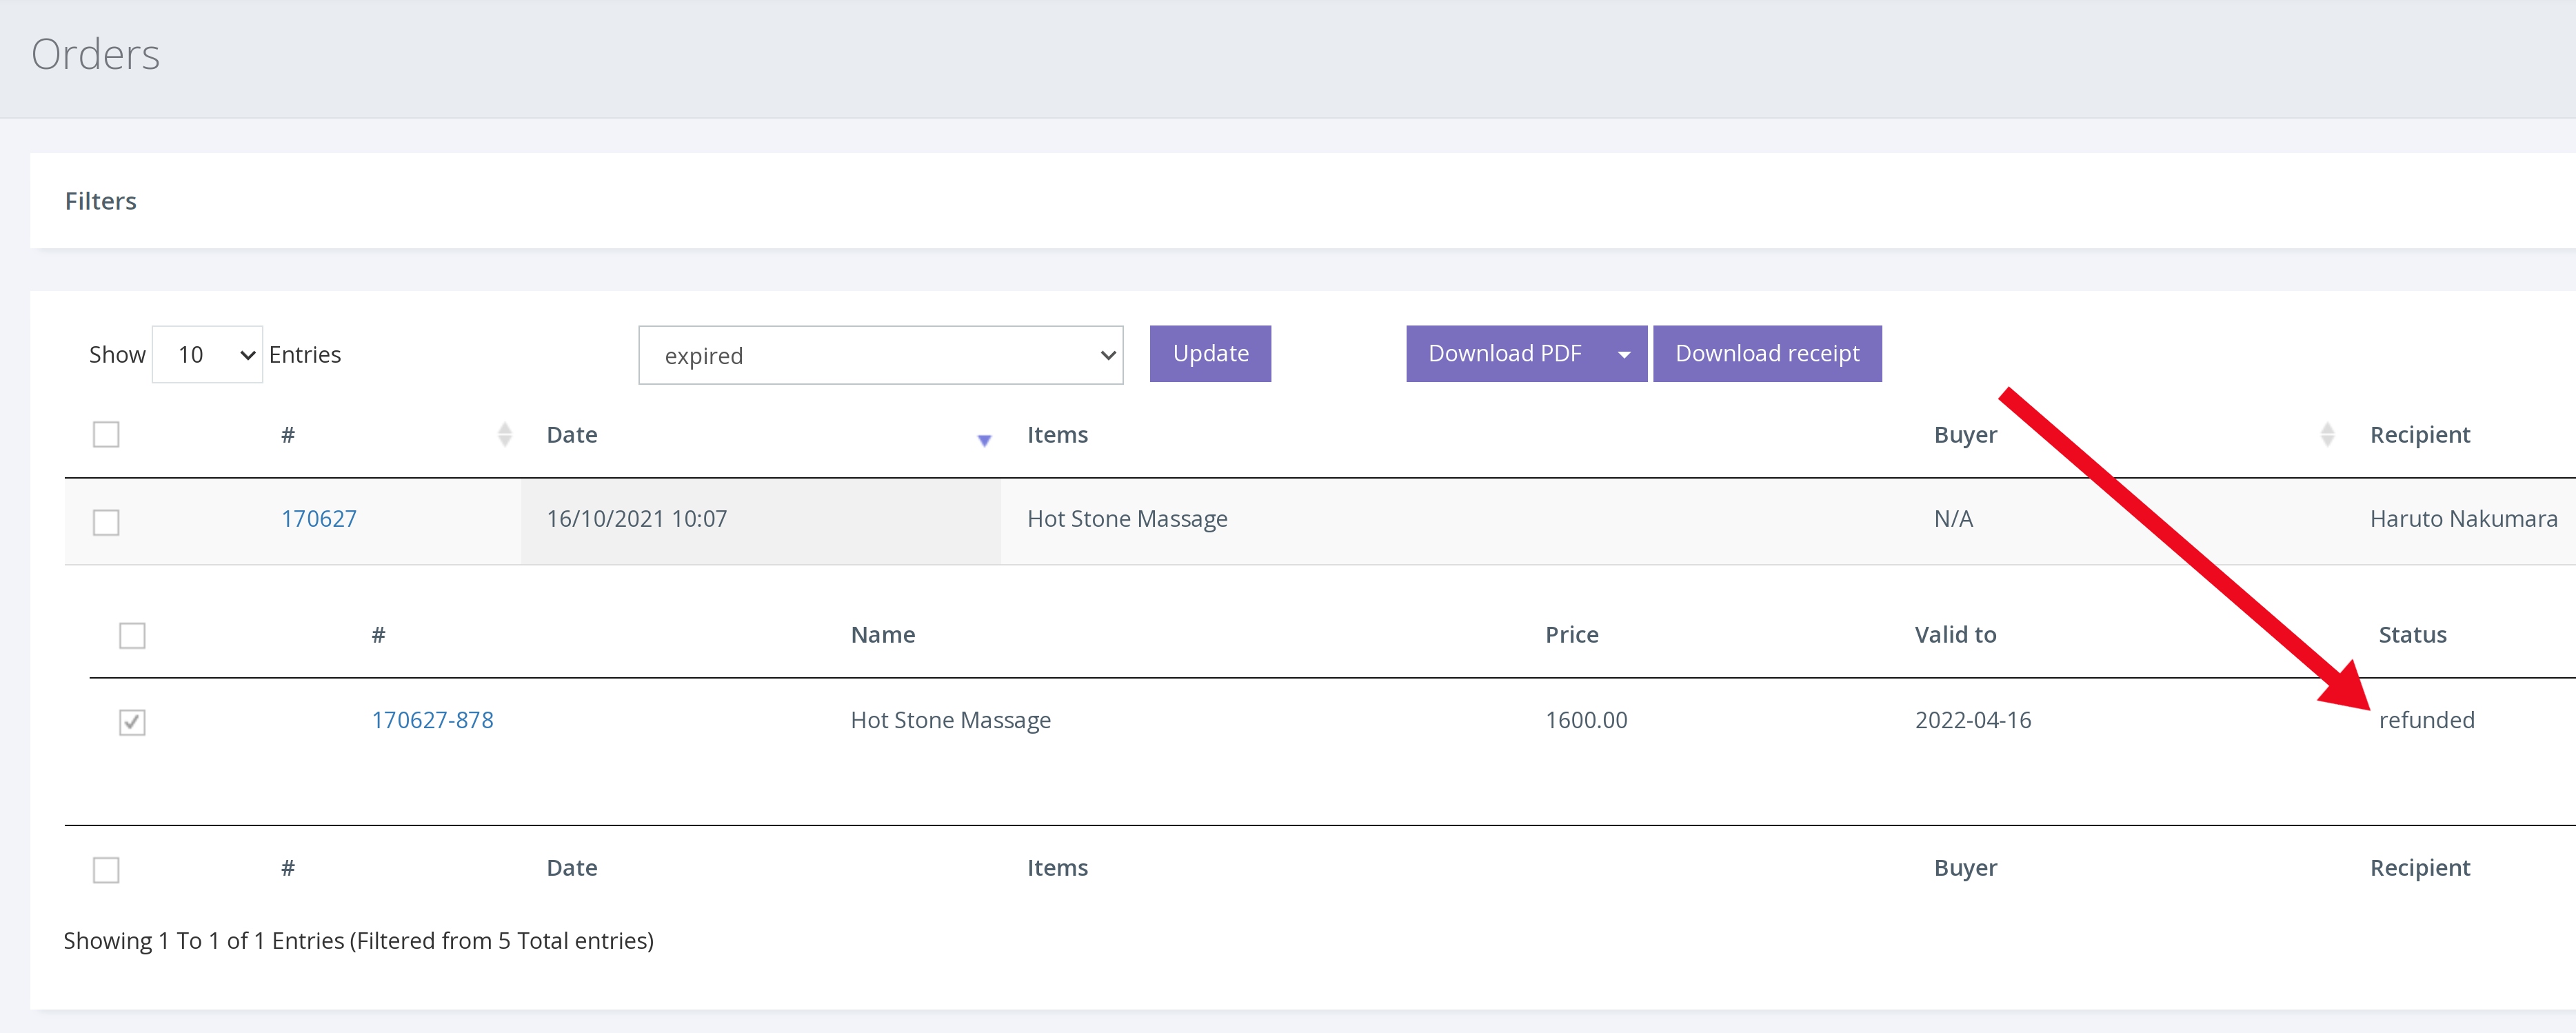 Orders
Filters
Show 10 Entries expired Update Download PDF Download receipt
# Date Items Buyer Recipient
170627 16/10/2021 10:07 Hot Stone Massage N/A Haruto Nakumara
# Name Price Valid to Status
170627-878 Hot Stone Massage 1600.00 2022-04-16 refunded
# Date Items Buyer Recipient
Showing 1 To 1 of 1 Entries (Filtered from 5 Total entries)